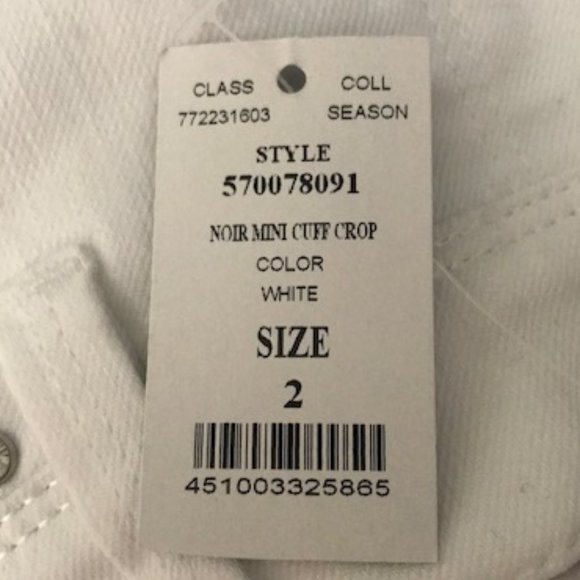 CLASS COLL
772231603 SEASON
STYLE
570078091
NOIR MINI CUFF CROP
COLOR
WHITE
SIZE
2
451003325865